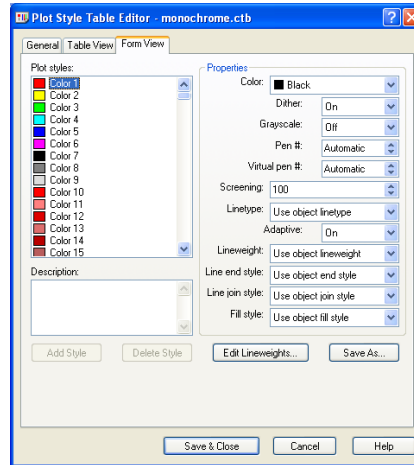 Plot Style Table Editor - monochrome.ctb
General Table View Form View
Plot styles:
Color 1
Color 2
Color 3
Color 4
Color 5
Color 6
Color 7
Color 8
Color 9
Color 10
Color 11
Color 12
Color 13
Color 14
Color 15
Description:
Add Style Delete Style
Properties
Color: Black
Dither: On
Grayscale: Off
Pen #: Automatic
Virtual pen #: Automatic
Screening: 100
Linetype: Use object linetype
Adaptive: On
Lineweight: Use object lineweight
Line end style: Use object end style
Line join style: Use object join style
Fill style: Use object fill style
Edit Lineweights... Save As...
Save & Close Cancel Help